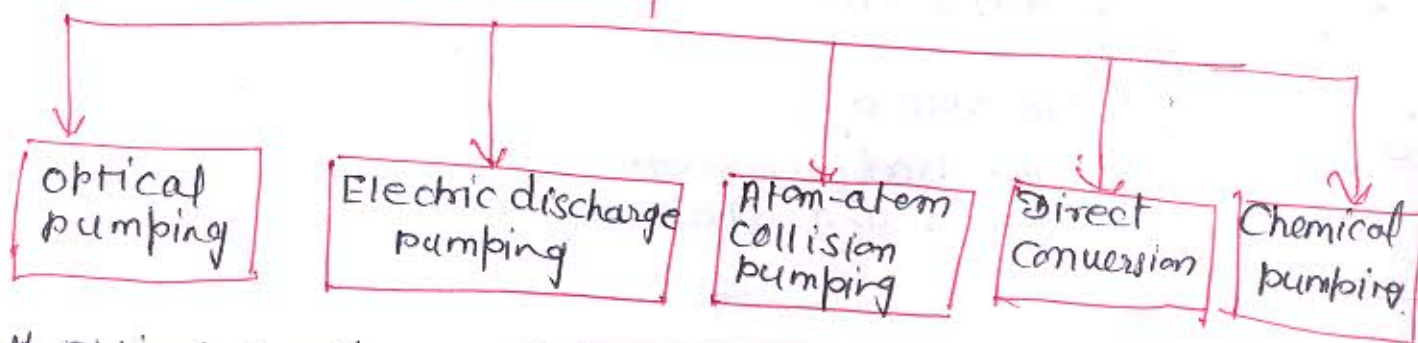 Optical
pumping
Electric discharge
pumping
Atom-atom
Collision
pumping
Direct
Conversion
Chemical
pumping.